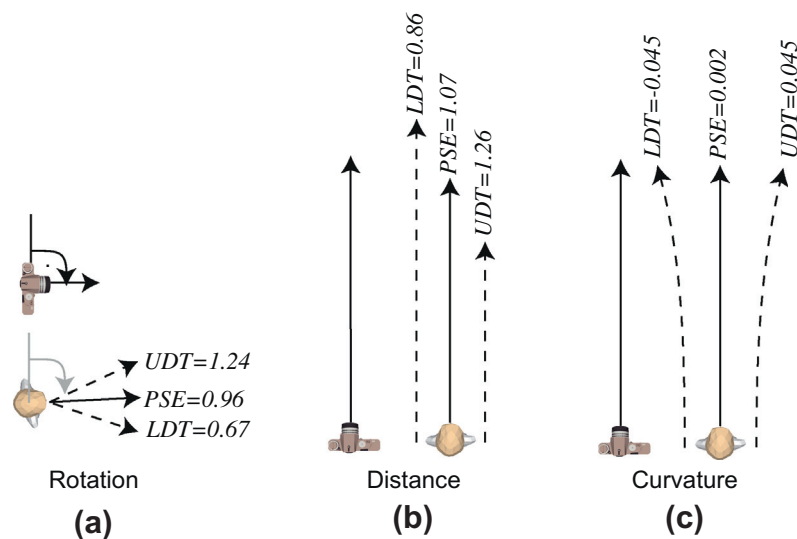 UDT=1.24
PSE=0.96
LDT=0.67
Rotation
(a)
LDT=0.86
PSE=1.07
UDT=1.26
Distance
(b)
LDT=-0.045
PSE=0.002
UDT=0.045
Curvature
(c)